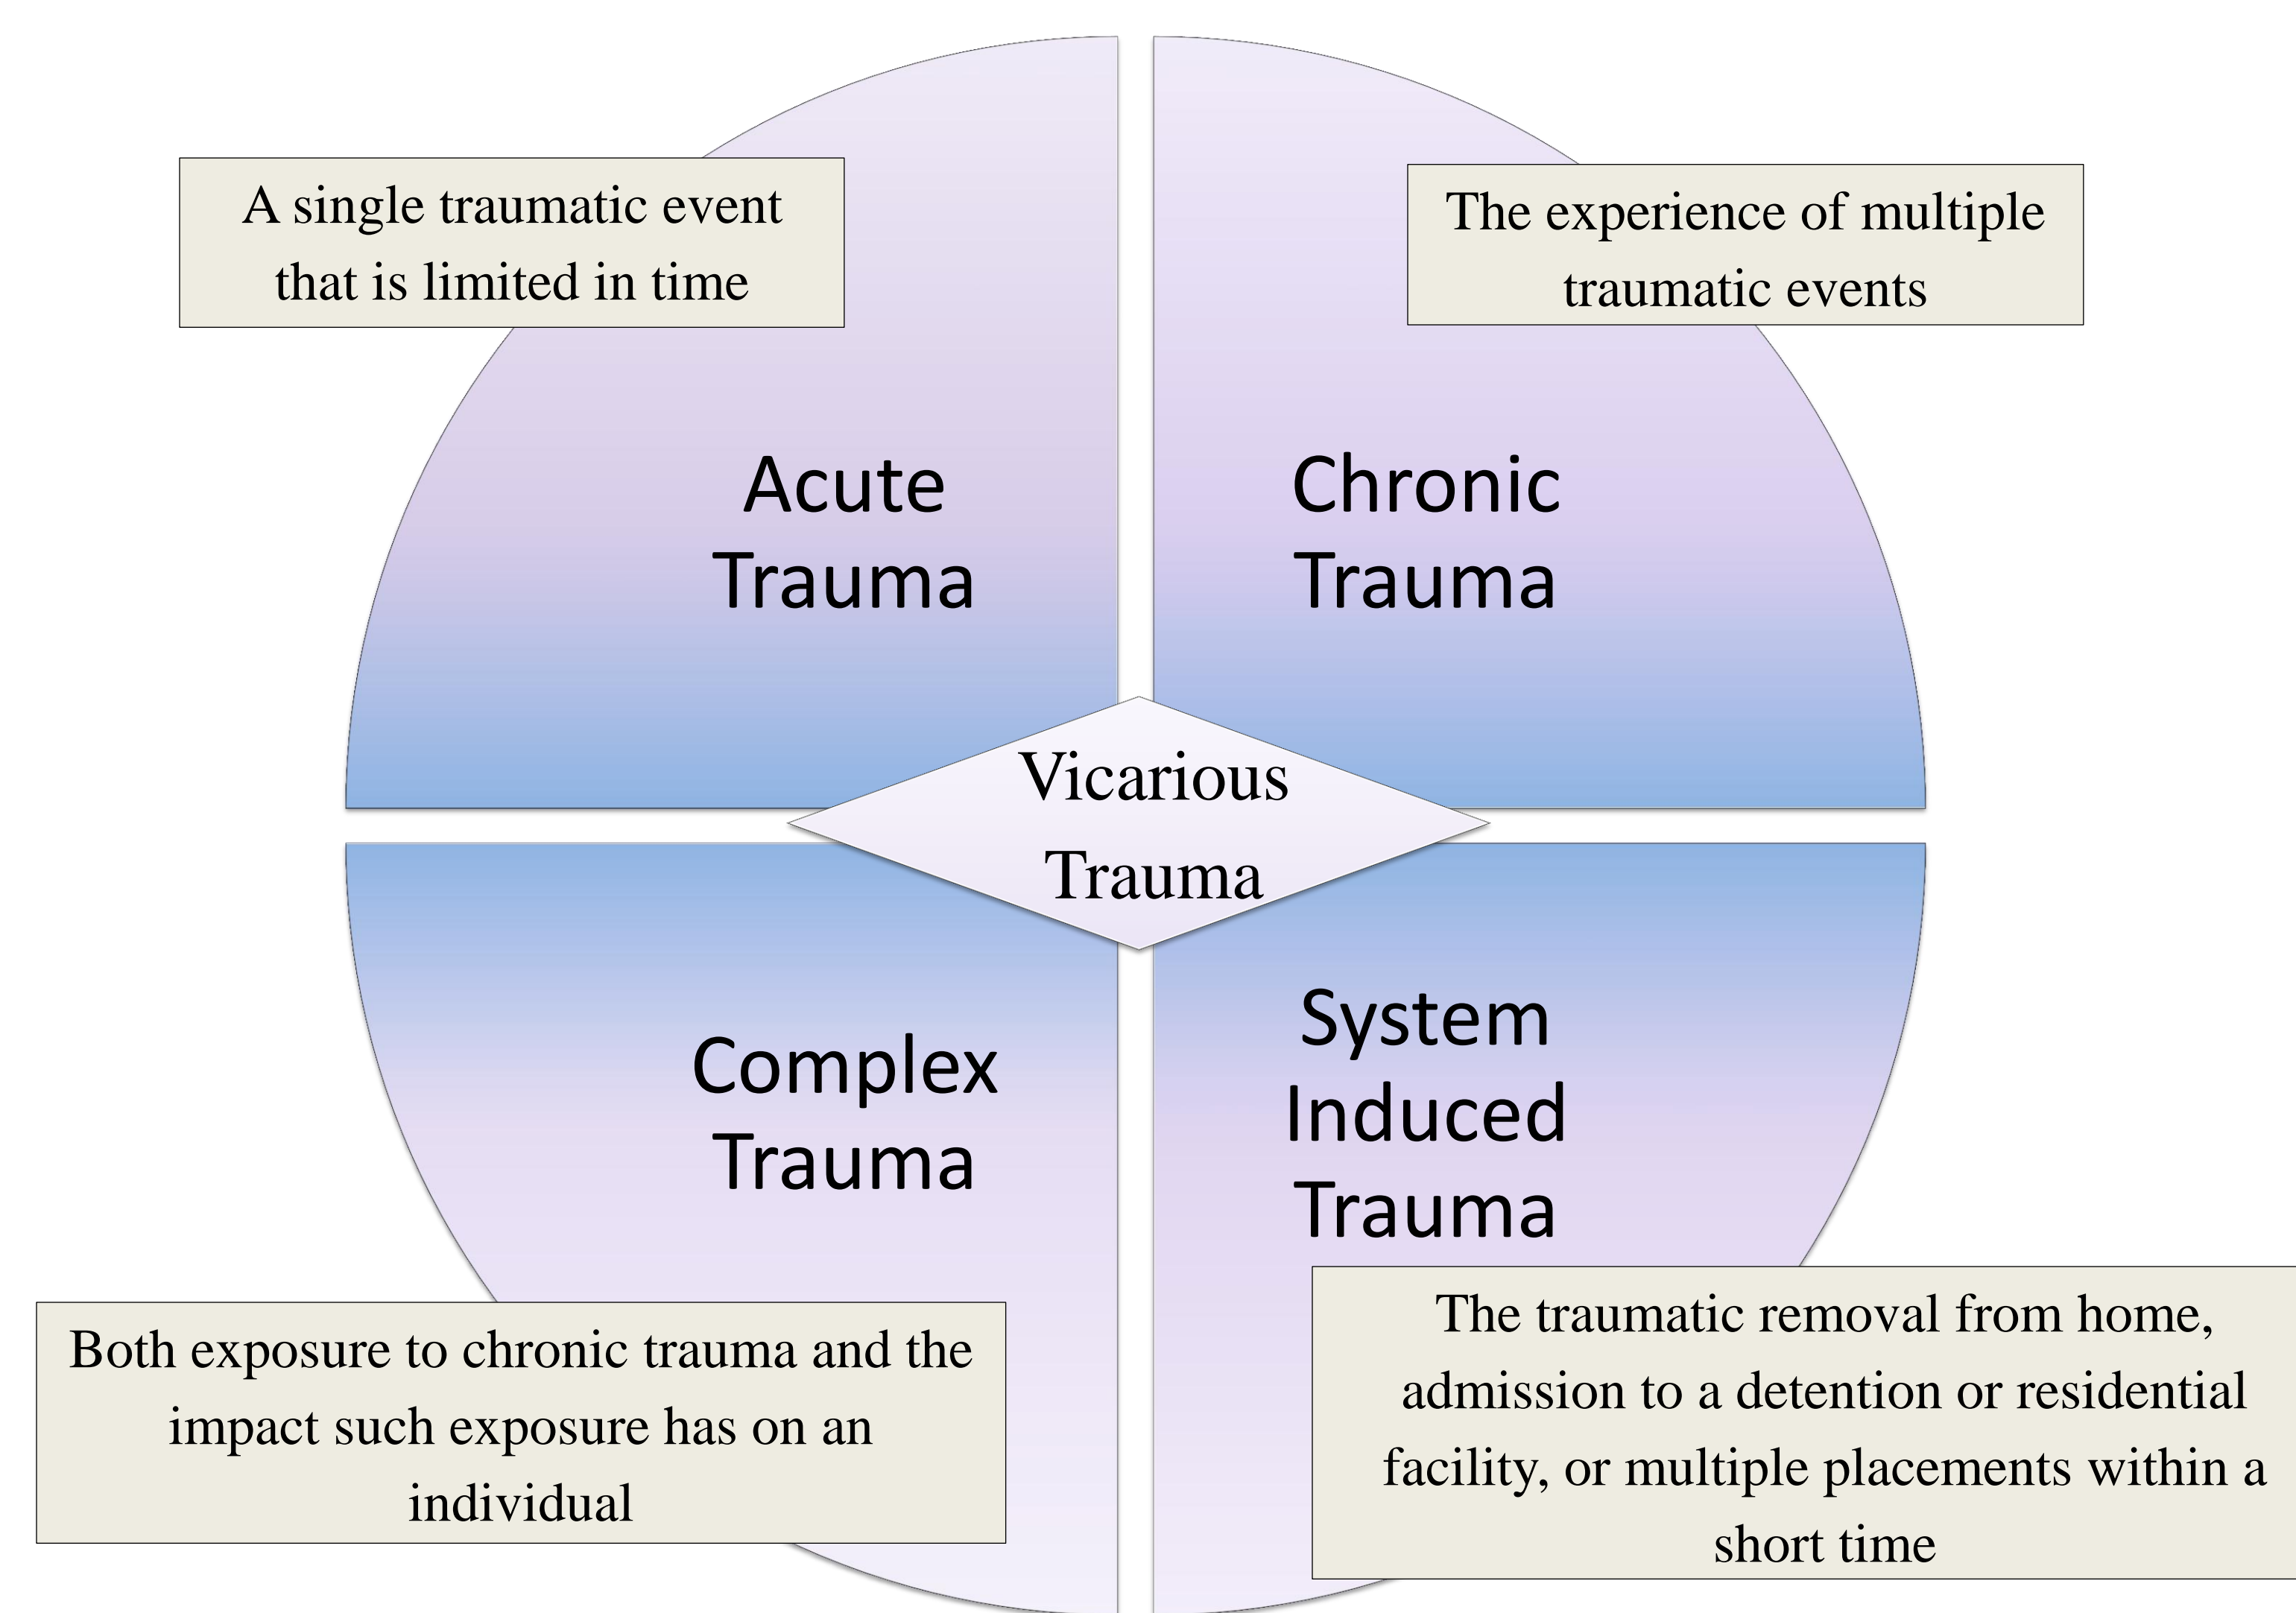 A single traumatic event
that is limited in time
The experience of multiple
traumatic events
Acute
Trauma
Chronic
Trauma
Vicarious
Trauma
Complex
Trauma
System
Induced
Trauma
Both exposure to chronic trauma and the
impact such exposure has on an
individual
The traumatic removal from home,
admission to a detention or residential
facility, or multiple placements within a
short time